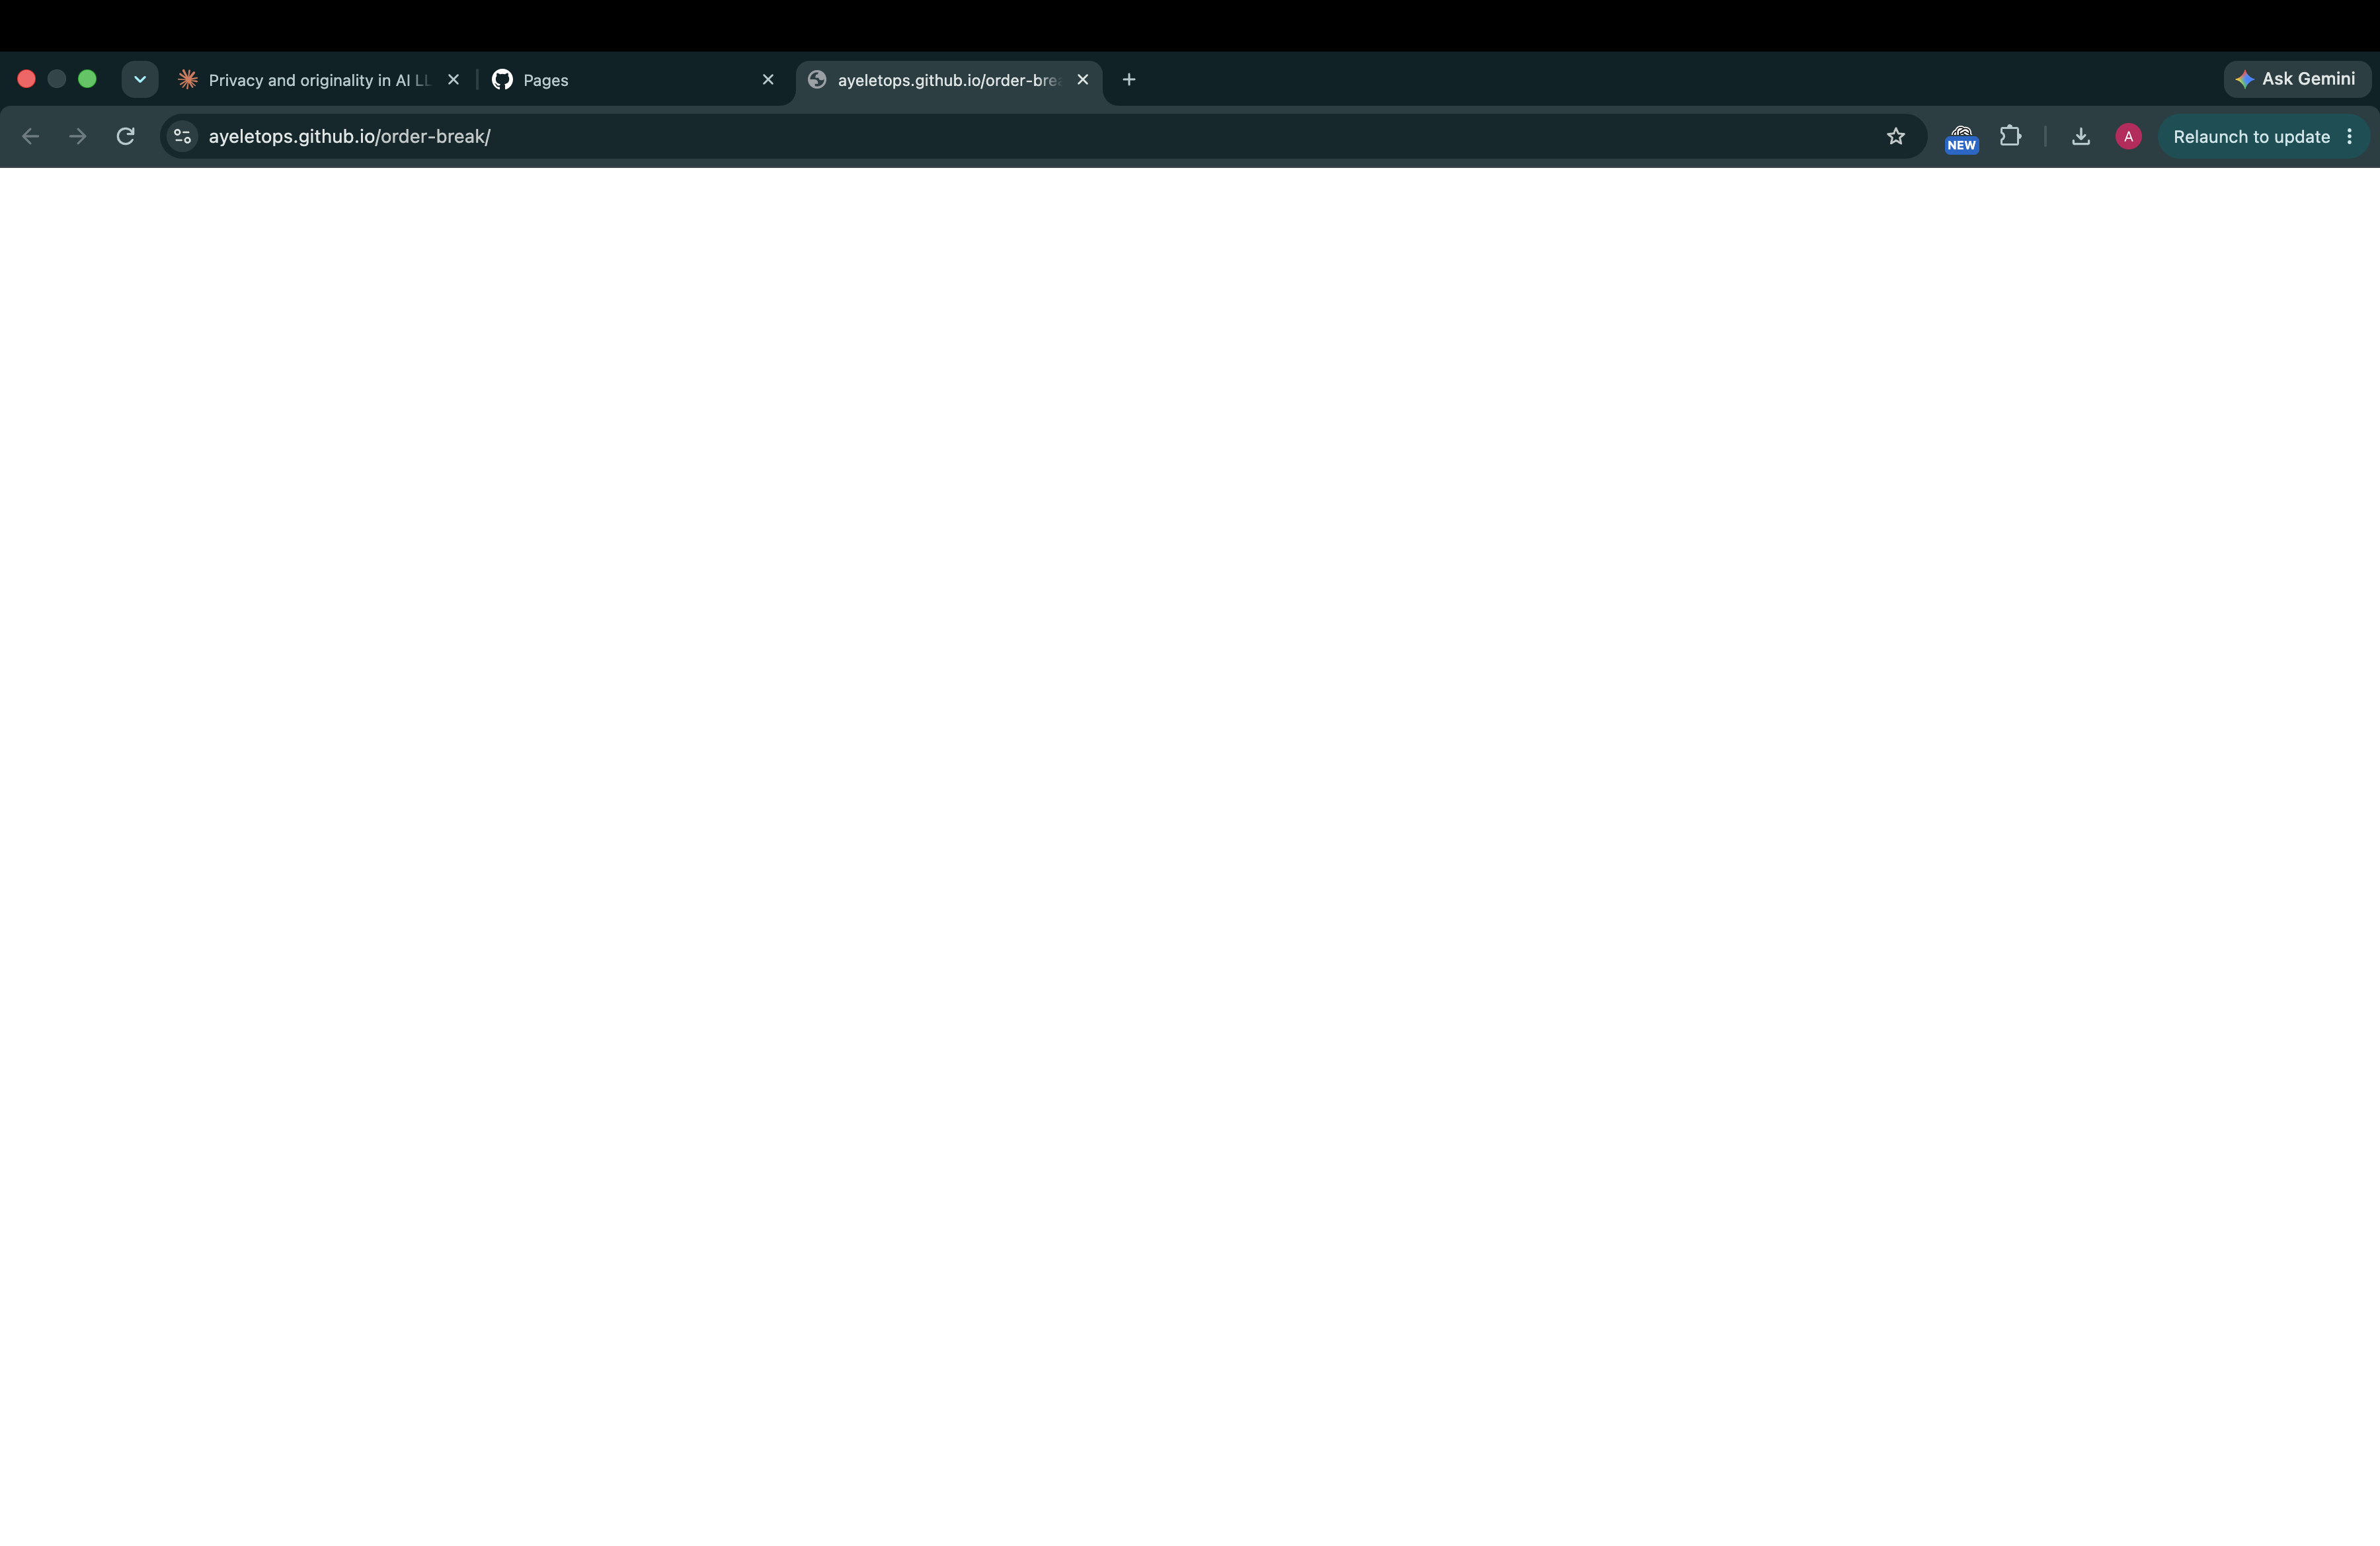 Privacy and originality in AI LL
Pages
ayeletops.github.io/order-brea
Ask Gemini
ayeletops.github.io/order-break/
NEW
A
Relaunch to update